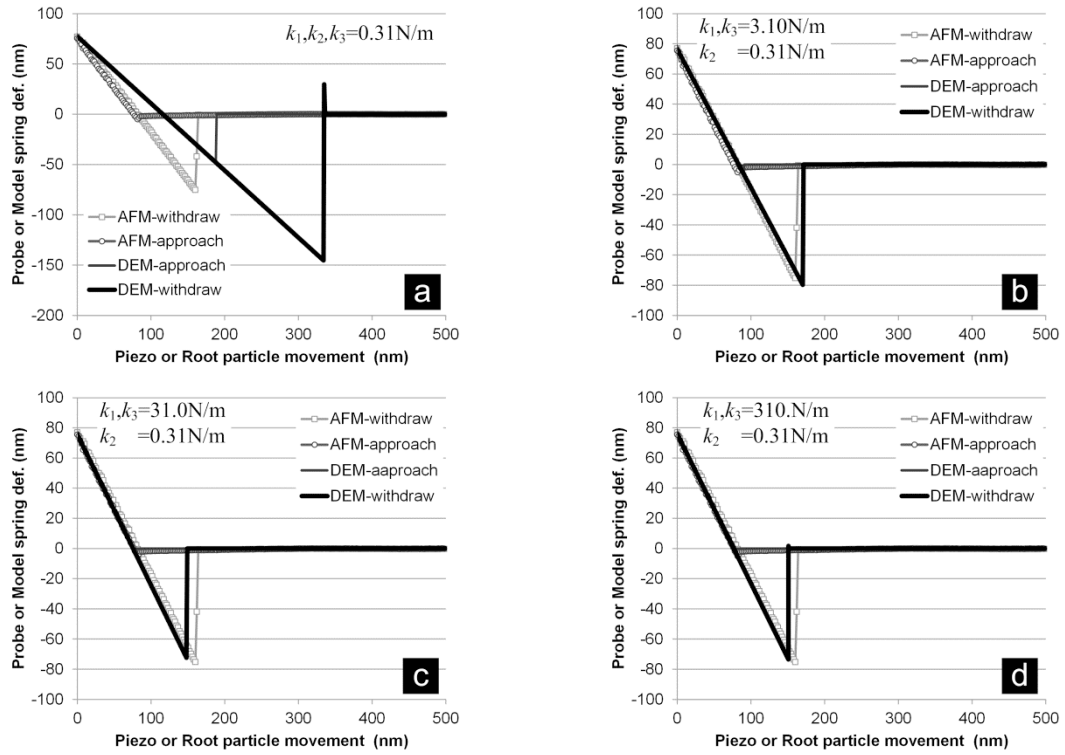 100
50
0
-50
-100
-150
-200
0 100 200 300 400 500
Probe or Model spring def. (nm)
Piezo or Root particle movement (nm)
k1,k2,k3=0.31N/m
AFM-withdraw
AFM-approach
DEM-approach
DEM-withdraw
a
100
80
60
40
20
0
-20
-40
-60
-80
-100
0 100 200 300 400 500
Probe or Model spring def. (nm)
Piezo or Root particle movement (nm)
k1,k3=3.10N/m
k2 =0.31N/m
AFM-withdraw
AFM-approach
DEM-approach
DEM-withdraw
b
100
80
60
40
20
0
-20
-40
-60
-80
-100
0 100 200 300 400 500
Probe or Model spring def. (nm)
Piezo or Root particle movement (nm)
k1,k3=31.0N/m
k2 =0.31N/m
AFM-withdraw
AFM-approach
DEM-aaproach
DEM-withdraw
c
100
80
60
40
20
0
-20
-40
-60
-80
-100
0 100 200 300 400 500
Probe or Model spring def. (nm)
Piezo or Root particle movement (nm)
k1,k3=310.N/m
k2 =0.31N/m
AFM-withdraw
AFM-approach
DEM-aaproach
DEM-withdraw
d